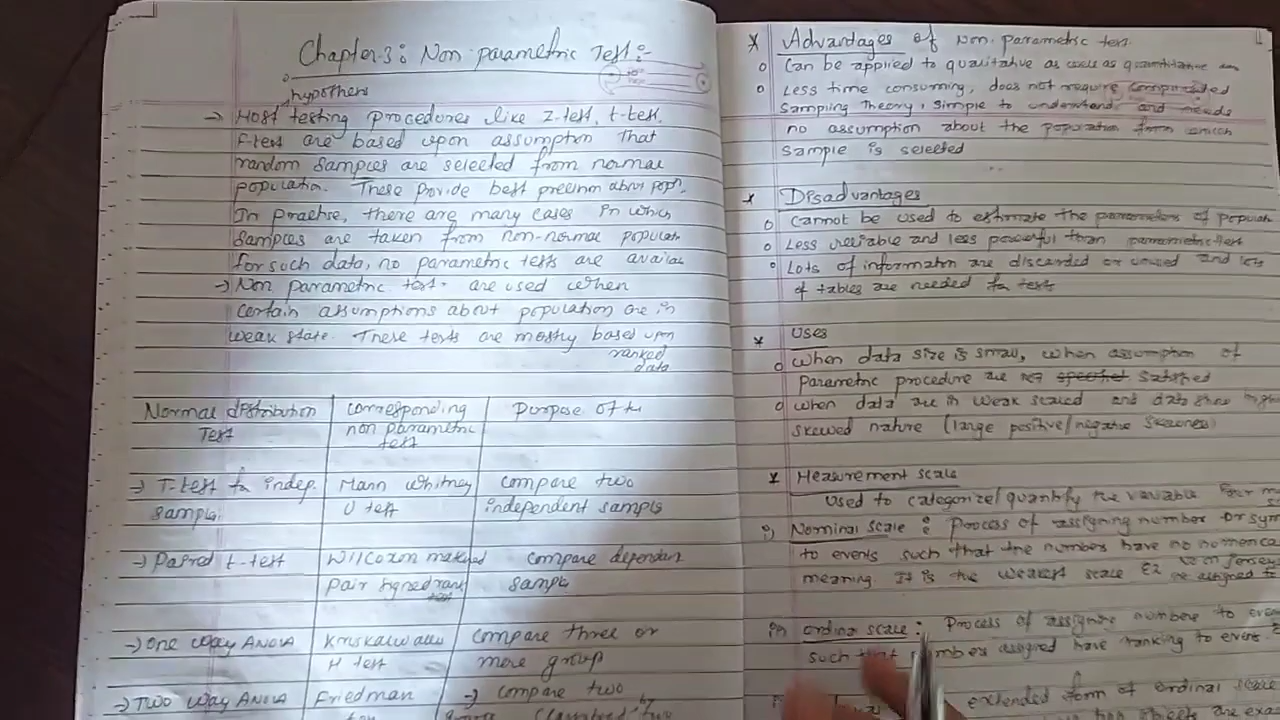 Chapter-3: Non parametric Test:-
hypothesis
→ Most testing procedures like z-test, t-test,
F-test are based upon assumption that
random samples are selected from normal
population. These provide best precision about popn.
In practise, there are many cases in which
samples are taken from non-normal populat
for such data, no parametric tests are availa
→ Non parametric test are used when
certain assumptions about population are in
weak state. These tests are mostly based upon
ranked
data
Normal distribution Test
corresponding non parametric test
Purpose of the
→ T-test for indep. sample
Mann Whitney U test
compare two independent sample
→ Paired t-test
Wilcoxon matched pair signed rank
compare dependan sample
→ One way ANOVA
Kruskal wallis H test
compare three or more group
→ Two way ANOVA
Friedman
→ compare two
* Advantages of Non parametric test.
o Can be applied to qualitative as well as quantitative
o Less time consuming, does not require complicated
sampling theory, simple to understand, and needs
no assumption about the population from which
sample is selected
* Disadvantages
o Cannot be used to estimate the parameters of populat
o Less reliable and less powerful than parametric test
o Lots of information are discarded or unused and lots
of tables are needed for tests
* Uses
o When data size is small, when assumption of
parametric procedure are not specified satisfied
o when data are in weak scaled and data
skewed nature (large positive/negative skewness)
* Measurement scale
Used to categorize/quantify the variable Four
i) Nominal scale : Process of assigning number or sym
to events such that the numbers have no
meaning. It is the weakest scale Ex assigned to
ii) Ordinal scale : Process of assigning numbers to even
such that numbers assigned have ranking to events
extended form of ordinal scale
are